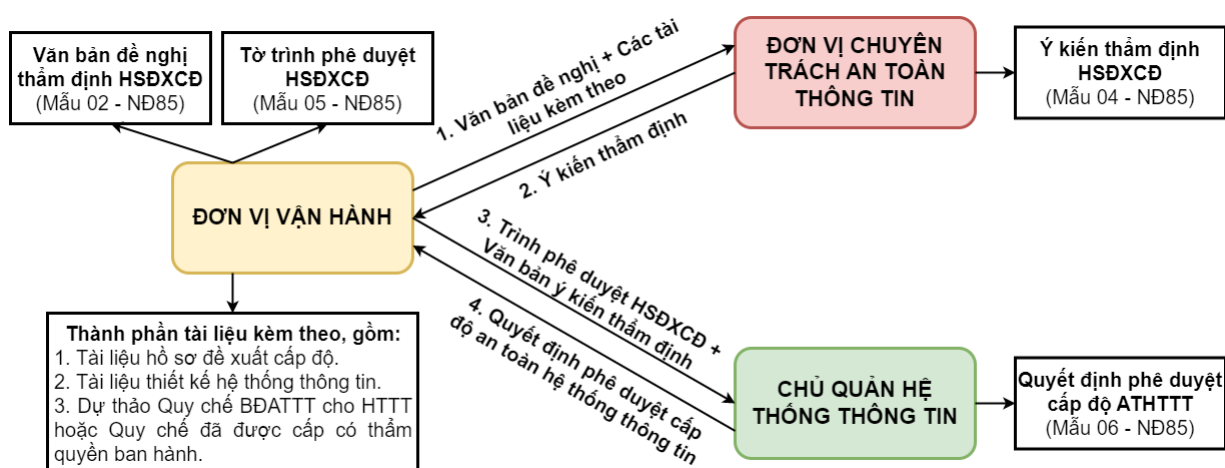 Văn bản đề nghị
thẩm định HSĐXCĐ
(Mẫu 02 - NĐ85)
Tờ trình phê duyệt
HSĐXCĐ
(Mẫu 05 - NĐ85)
1. Văn bản đề nghị + Các tài
liệu kèm theo
ĐƠN VỊ CHUYÊN
TRÁCH AN TOÀN
THÔNG TIN
Ý kiến thẩm định
HSĐXCĐ
(Mẫu 04 - NĐ85)
2. Ý kiến thẩm định
ĐƠN VỊ VẬN HÀNH
3. Trình phê duyệt HSĐXCĐ +
Văn bản ý kiến thẩm định
4. Quyết định phê duyệt cấp
độ an toàn hệ thống thông tin
Thành phần tài liệu kèm theo, gồm:
1. Tài liệu hồ sơ đề xuất cấp độ.
2. Tài liệu thiết kế hệ thống thông tin.
3. Dự thảo Quy chế BĐATTT cho HTTT
hoặc Quy chế đã được cấp có thẩm
quyền ban hành.
CHỦ QUẢN HỆ
THỐNG THÔNG TIN
Quyết định phê duyệt
cấp độ ATHTTT
(Mẫu 06 - NĐ85)